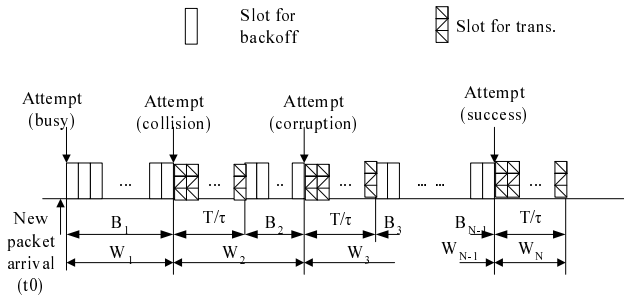 Slot for
backoff
Slot for trans.
Attempt
(busy)
Attempt
(collision)
Attempt
(corruption)
Attempt
(success)
... ... .. ... ... ... ...
New
packet
arrival
(t0)
B1 T/τ B2 T/τ B3 BN-1 T/τ
W1 W2 W3 WN-1 WN